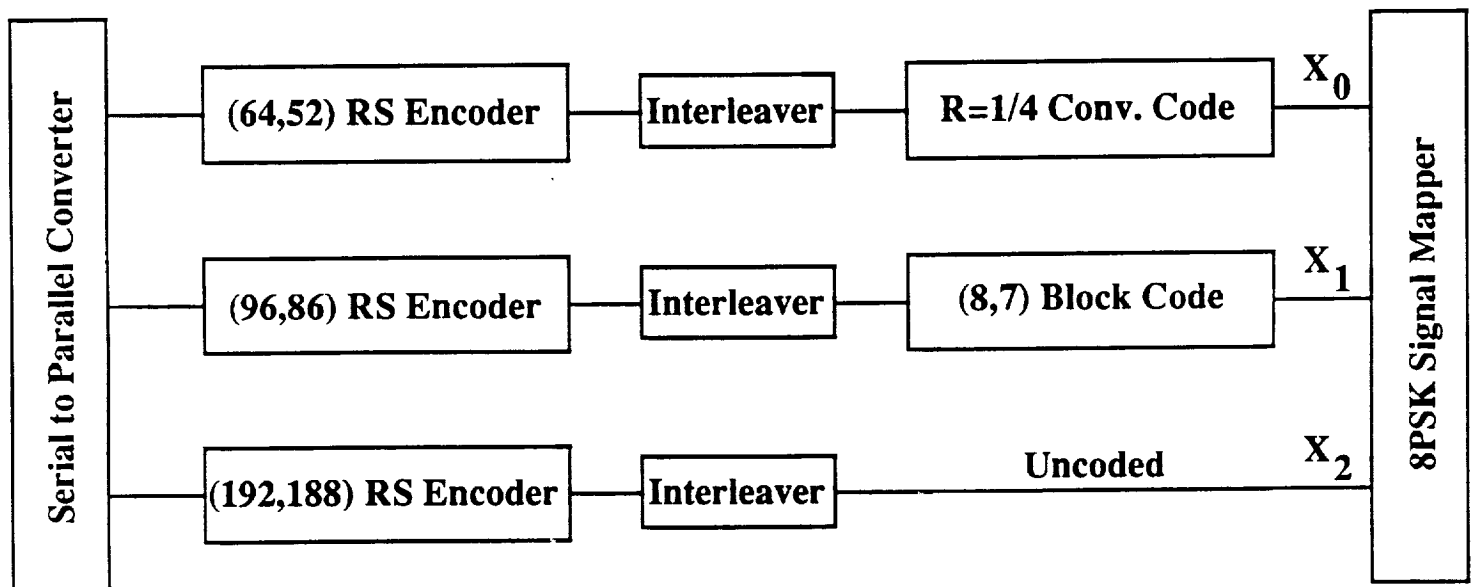 Serial to Parallel Converter
(64,52) RS Encoder
Interleaver
R=1/4 Conv. Code
X0
(96,86) RS Encoder
Interleaver
(8,7) Block Code
X1
(192,188) RS Encoder
Interleaver
Uncoded
X2
8PSK Signal Mapper